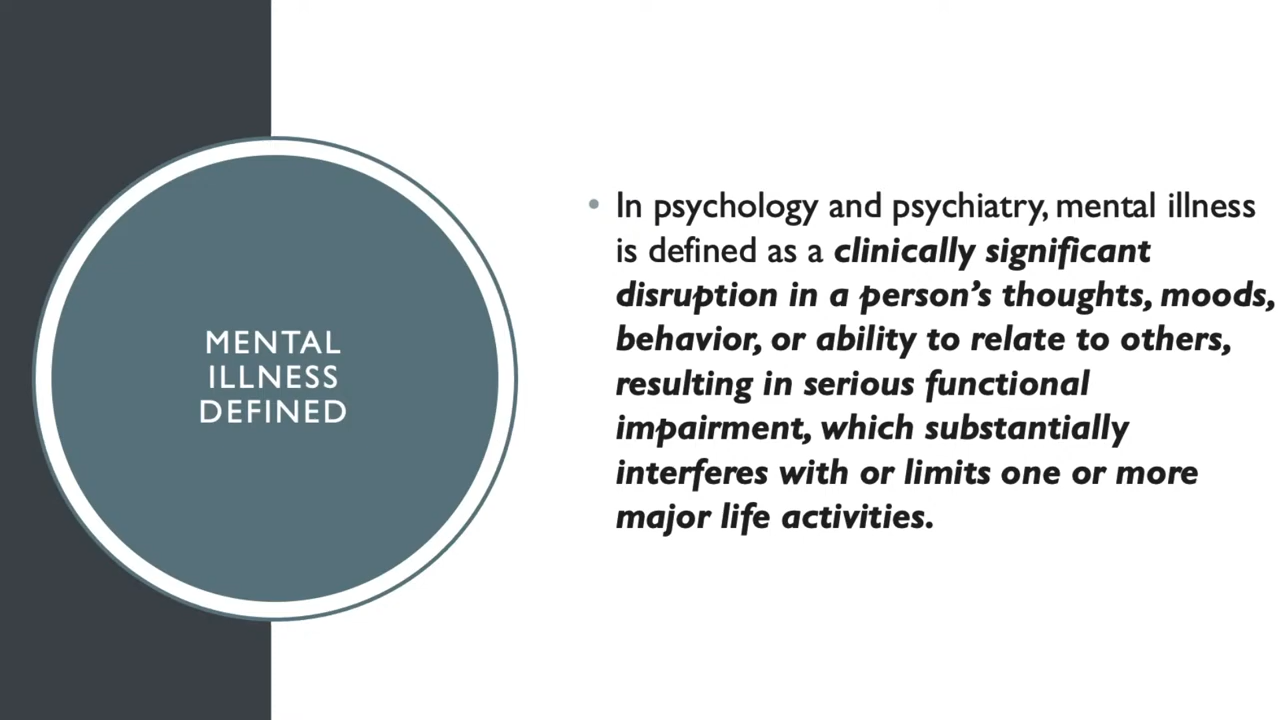 MENTAL
ILLNESS
DEFINED
• In psychology and psychiatry, mental illness
is defined as a clinically significant
disruption in a person’s thoughts, moods,
behavior, or ability to relate to others,
resulting in serious functional
impairment, which substantially
interferes with or limits one or more
major life activities.